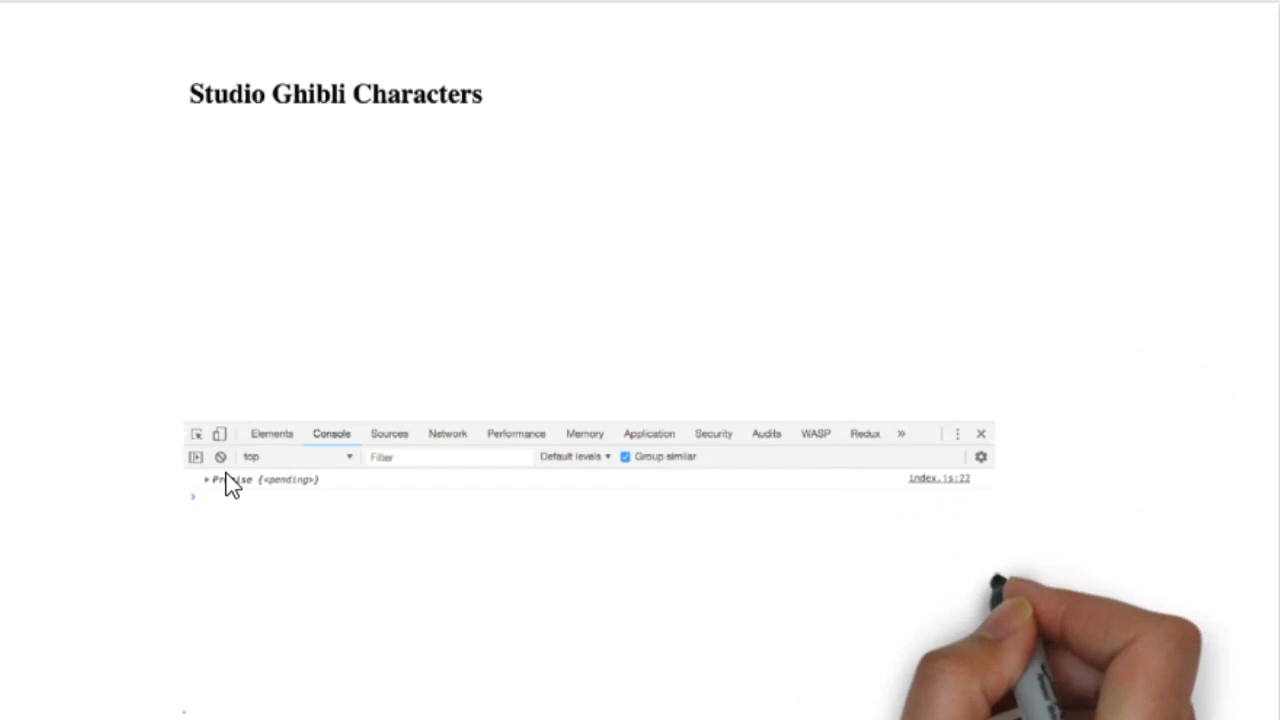 Studio Ghibli Characters
Elements Console Sources Network Performance Memory Application Security Audits WASP Redux »
top Filter Default levels Group similar
Promise {<pending>} index.js:22